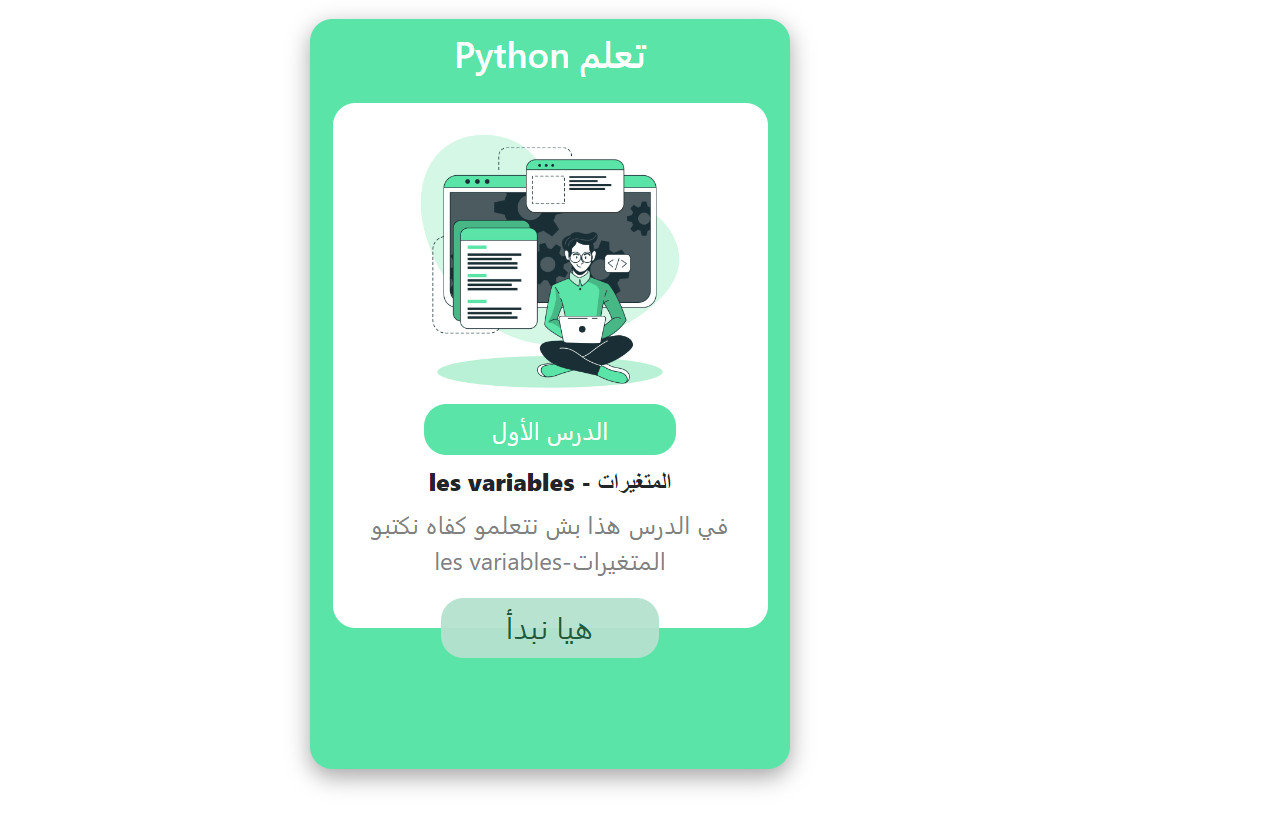 تعلم Python
</>
الدرس الأول
المتغيرات - les variables
في الدرس هذا بش نتعلمو كفاه نكتبو
المتغيرات-les variables
هيا نبدأ